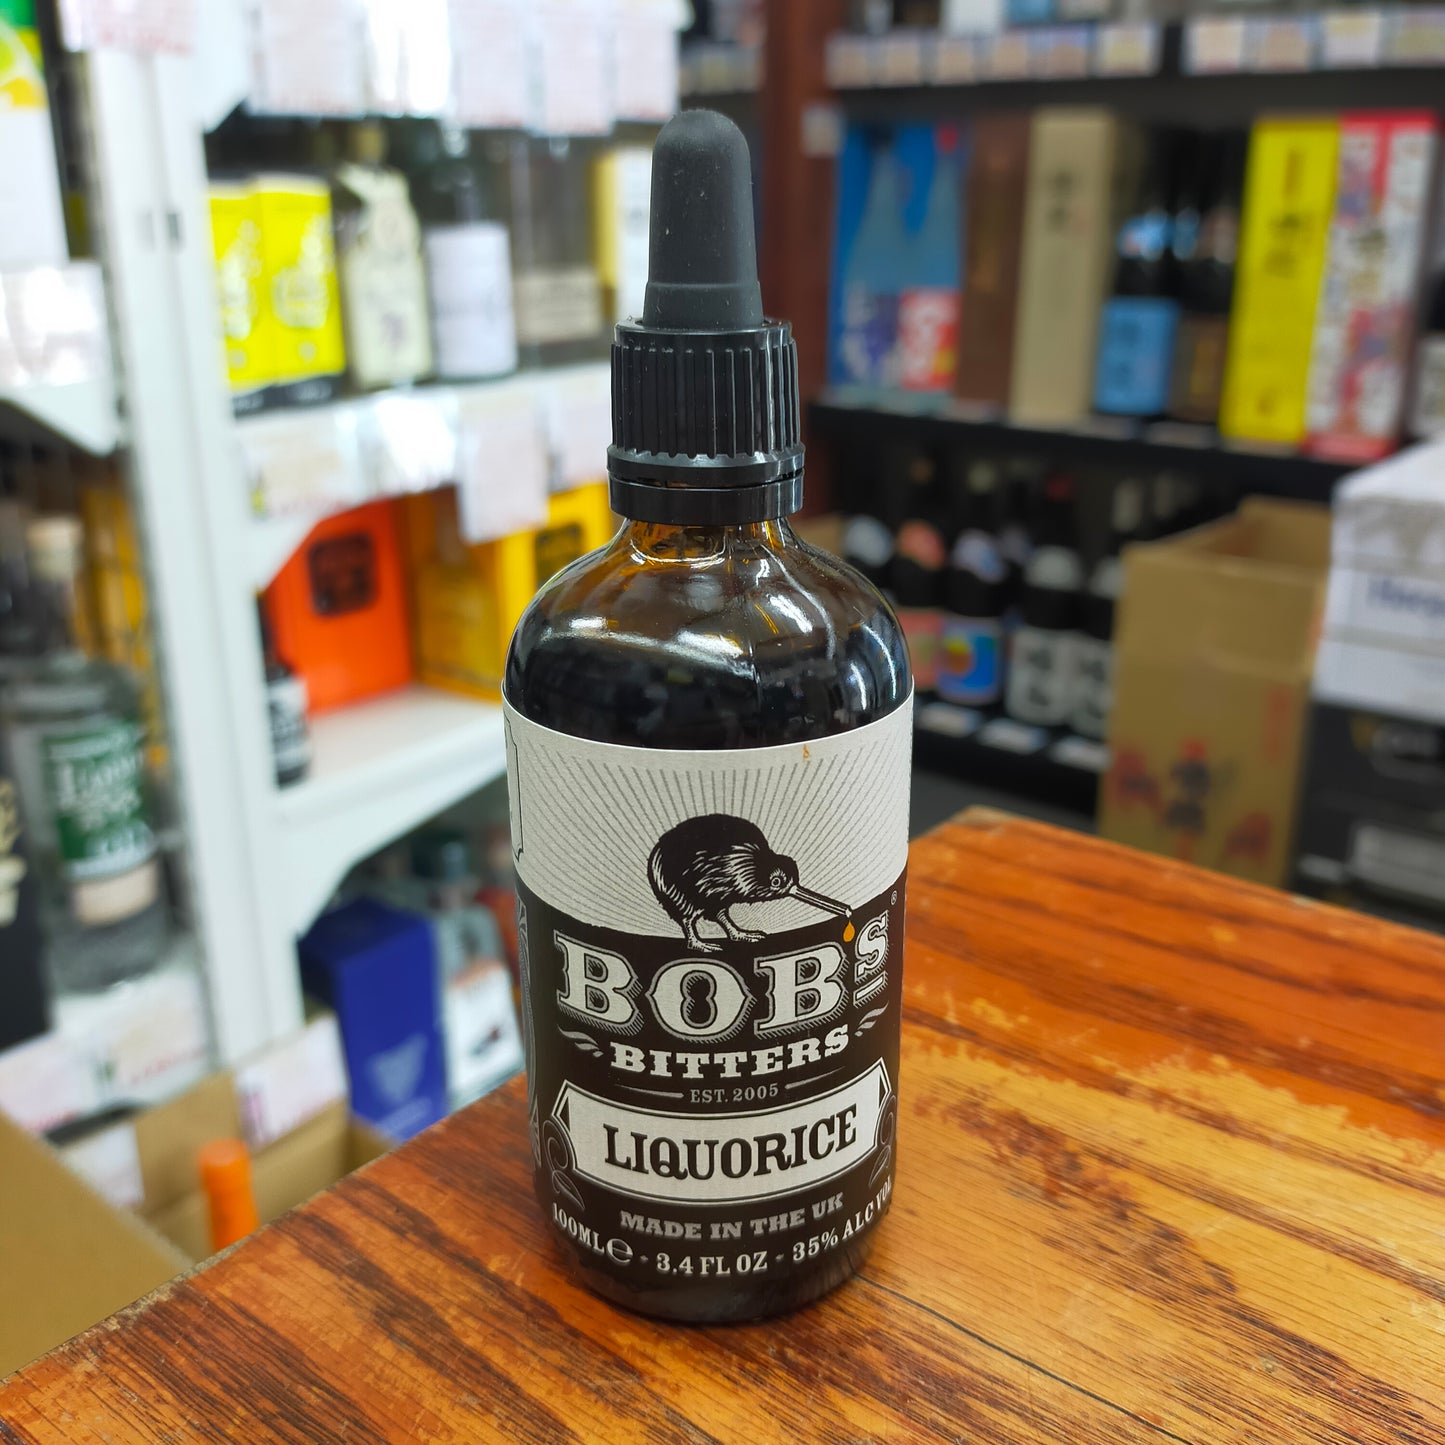 BOB'S®
BITTERS
EST. 2005
LIQUORICE
MADE IN THE UK
100ML℮ - 3.4 FL OZ - 35% ALC VOL